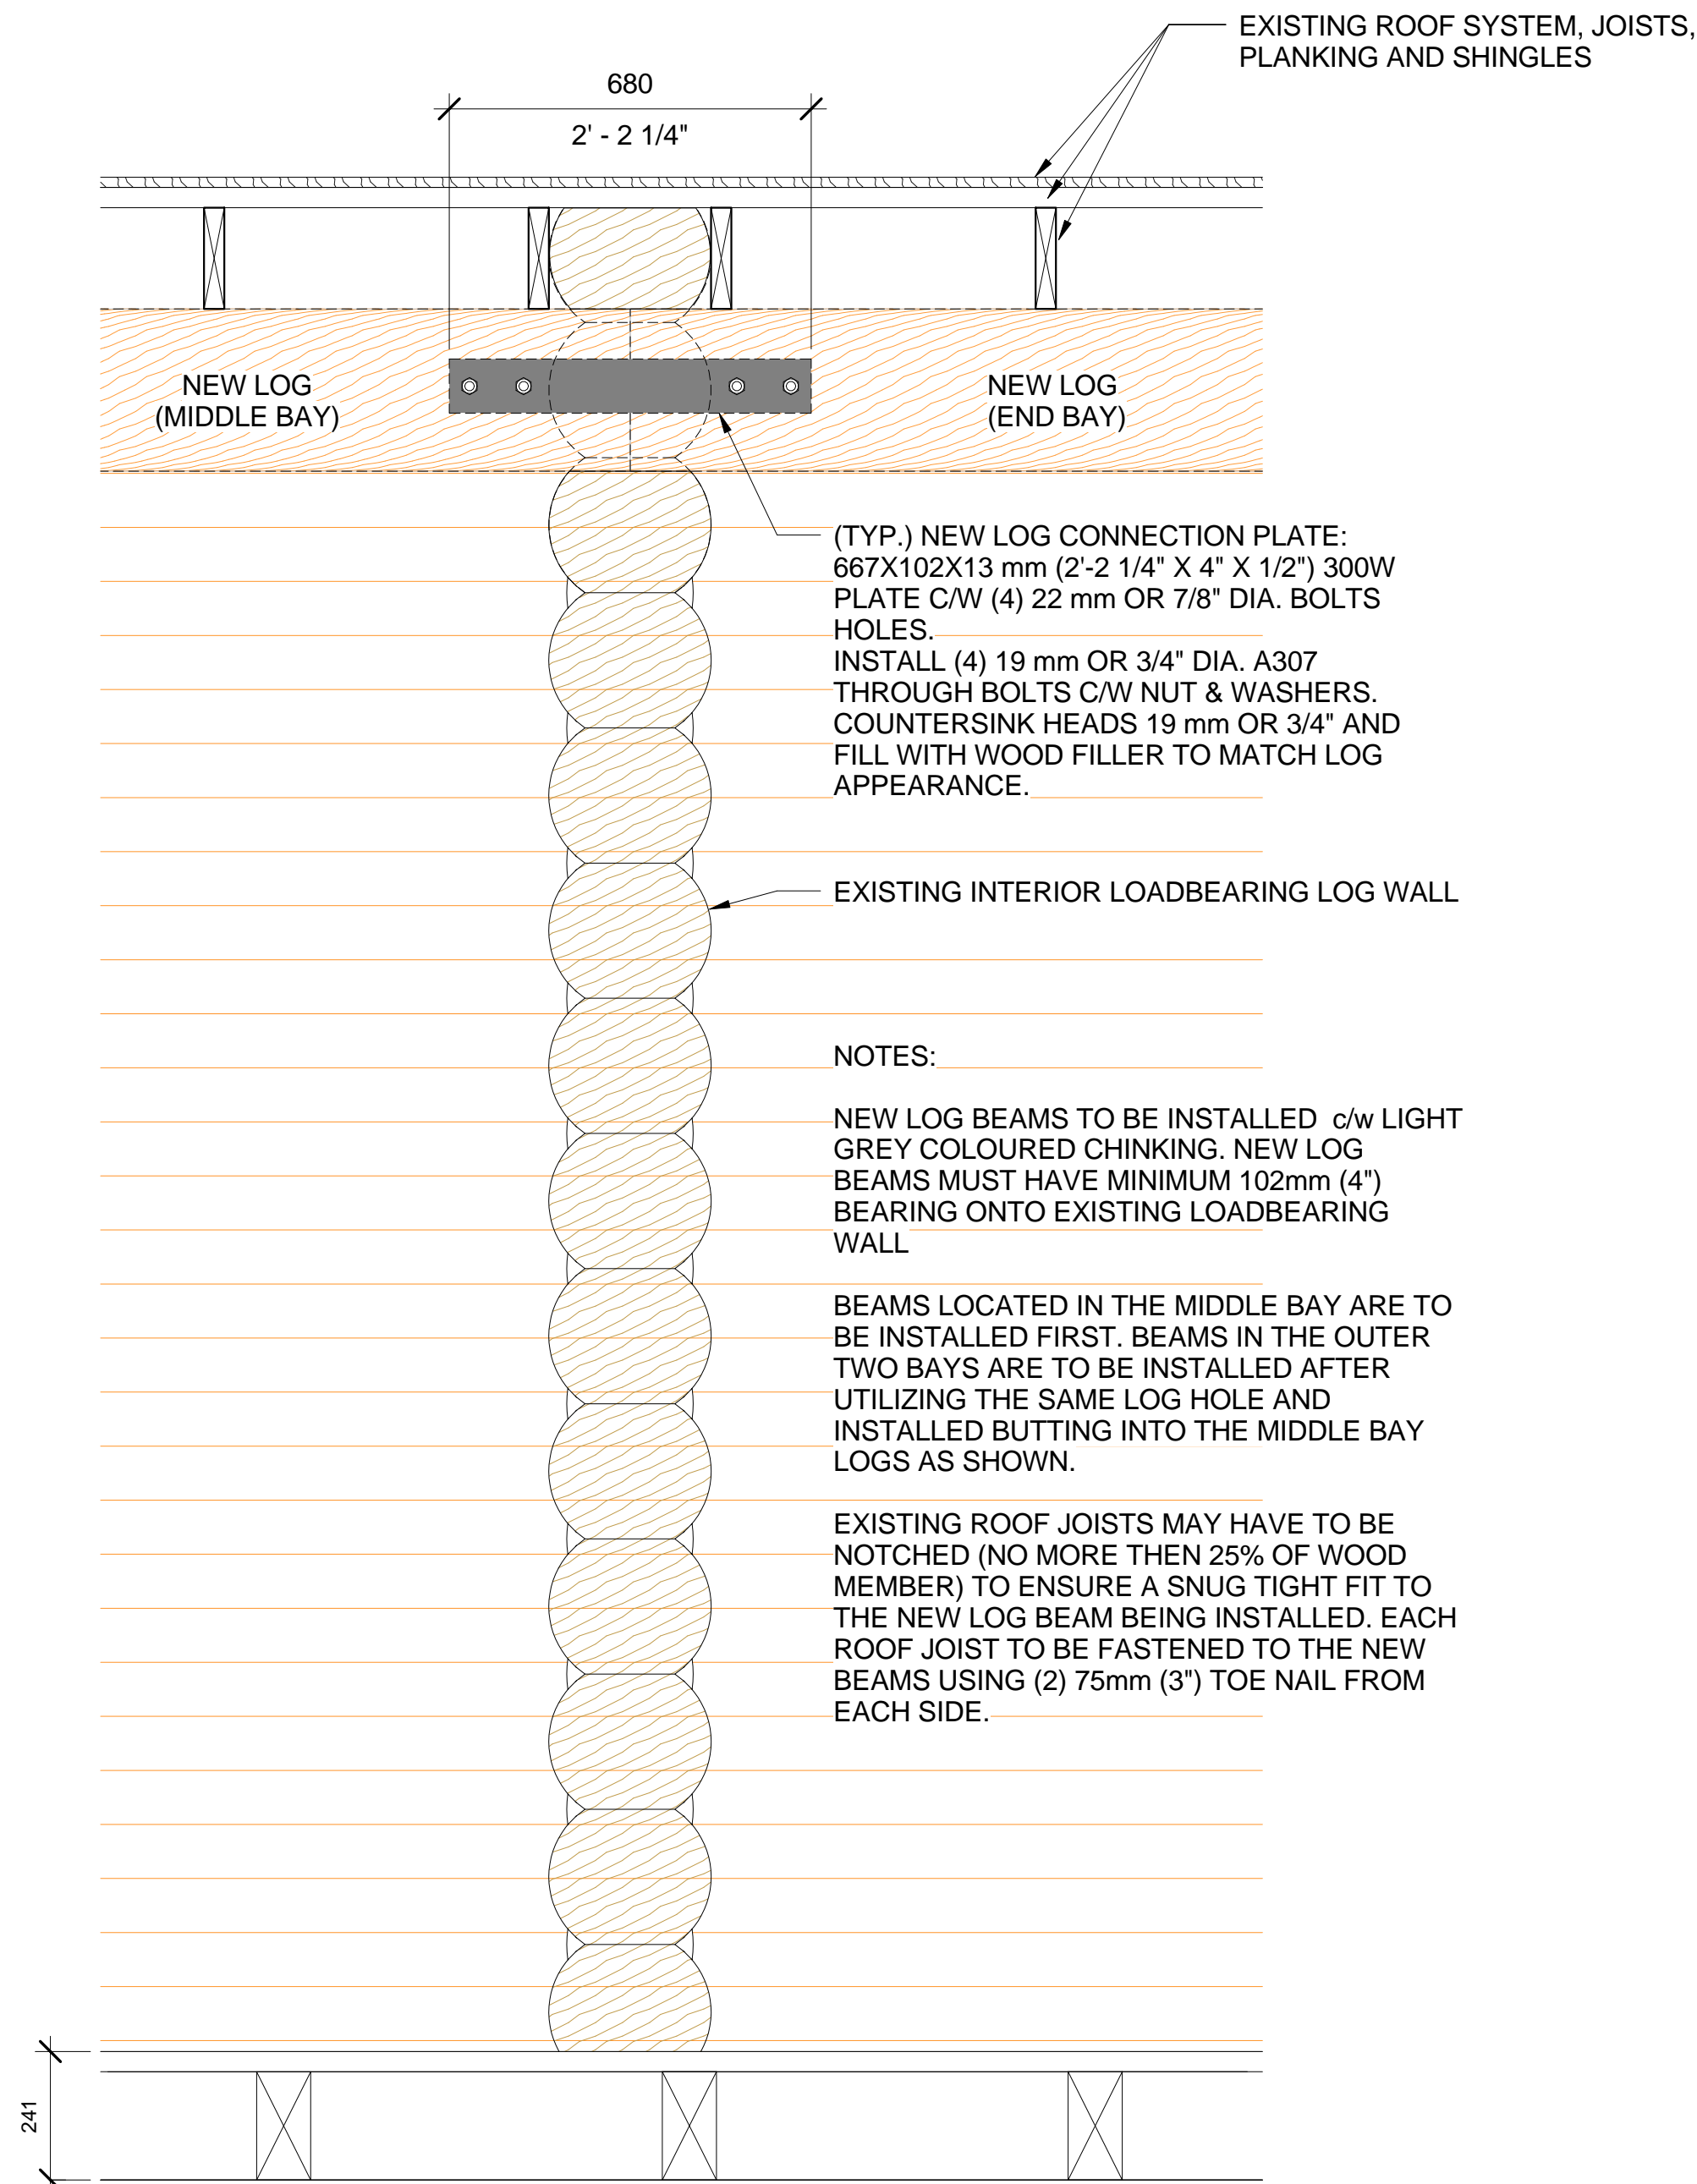 EXISTING ROOF SYSTEM, JOISTS,
PLANKING AND SHINGLES
680
2' - 2 1/4"
NEW LOG
(MIDDLE BAY)
NEW LOG
(END BAY)
(TYP.) NEW LOG CONNECTION PLATE:
667X102X13 mm (2'-2 1/4" X 4" X 1/2") 300W
PLATE C/W (4) 22 mm OR 7/8" DIA. BOLTS
HOLES.
INSTALL (4) 19 mm OR 3/4" DIA. A307
THROUGH BOLTS C/W NUT & WASHERS.
COUNTERSINK HEADS 19 mm OR 3/4" AND
FILL WITH WOOD FILLER TO MATCH LOG
APPEARANCE.
EXISTING INTERIOR LOADBEARING LOG WALL
NOTES:
NEW LOG BEAMS TO BE INSTALLED c/w LIGHT
GREY COLOURED CHINKING. NEW LOG
BEAMS MUST HAVE MINIMUM 102mm (4")
BEARING ONTO EXISTING LOADBEARING
WALL
BEAMS LOCATED IN THE MIDDLE BAY ARE TO
BE INSTALLED FIRST. BEAMS IN THE OUTER
TWO BAYS ARE TO BE INSTALLED AFTER
UTILIZING THE SAME LOG HOLE AND
INSTALLED BUTTING INTO THE MIDDLE BAY
LOGS AS SHOWN.
EXISTING ROOF JOISTS MAY HAVE TO BE
NOTCHED (NO MORE THEN 25% OF WOOD
MEMBER) TO ENSURE A SNUG TIGHT FIT TO
THE NEW LOG BEAM BEING INSTALLED. EACH
ROOF JOIST TO BE FASTENED TO THE NEW
BEAMS USING (2) 75mm (3") TOE NAIL FROM
EACH SIDE.
241